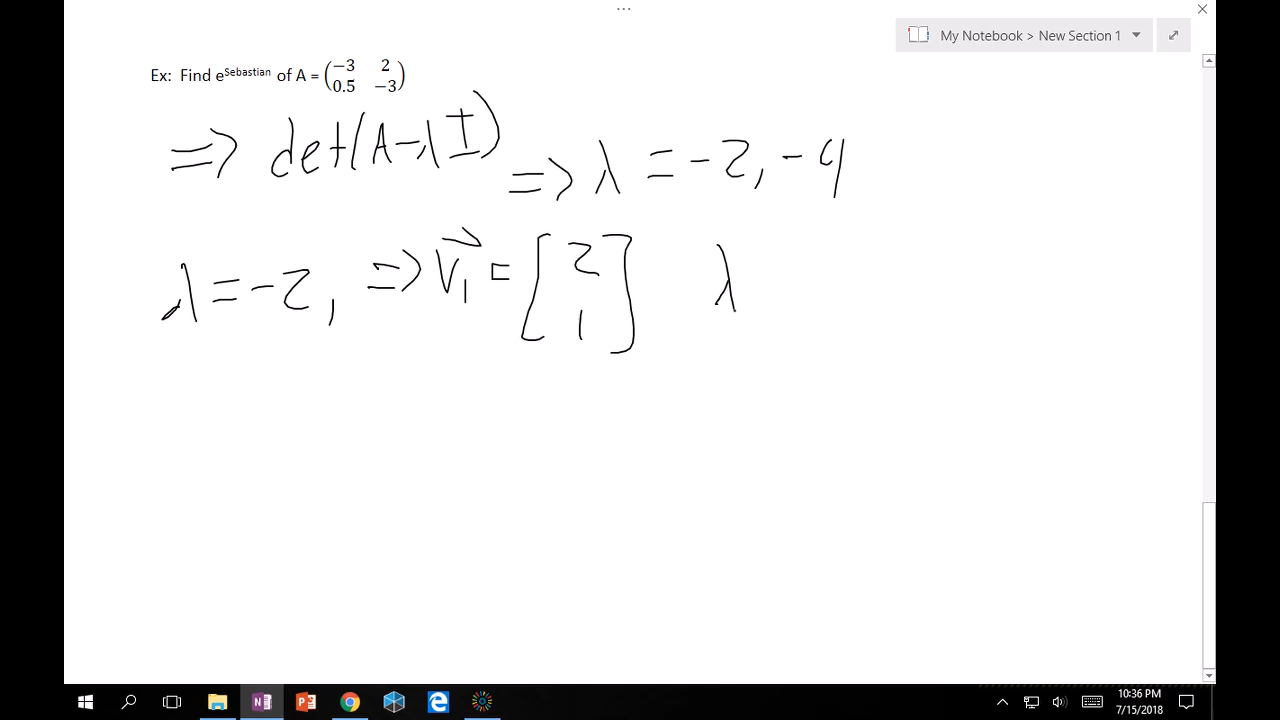 My Notebook > New Section 1
Ex: Find e^Sebastian of A = (−3 2
0.5 −3)
=> det(A-λI) => λ = -2, -4
λ = -2, => v₁ = [2
1] λ
10:36 PM
7/15/2018